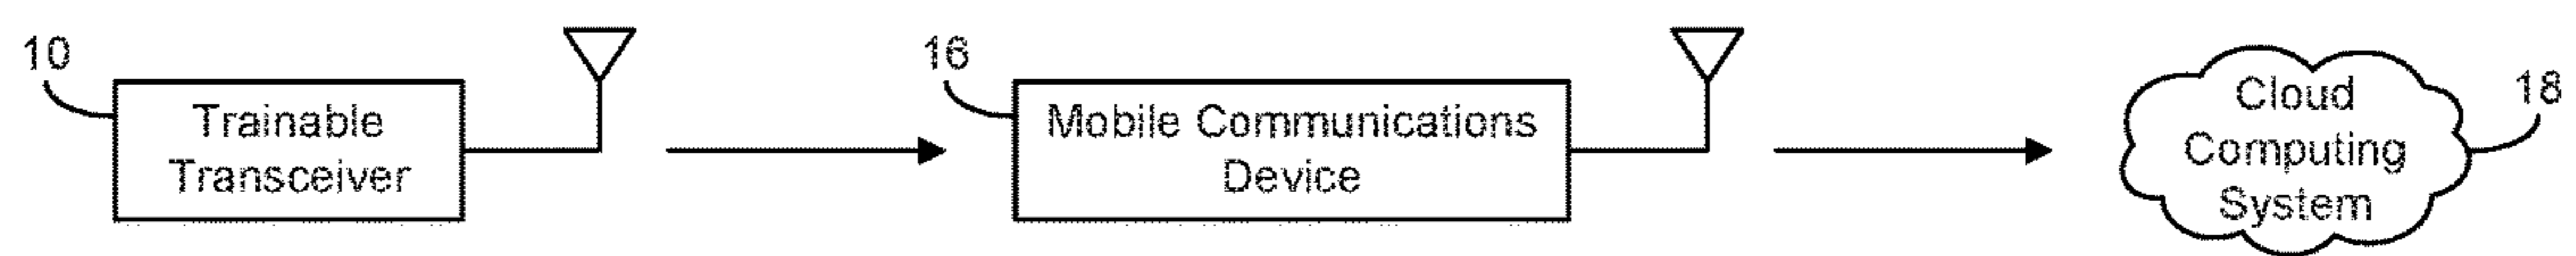 10
Trainable
Transceiver
16
Mobile Communications
Device
Cloud
Computing
System
18